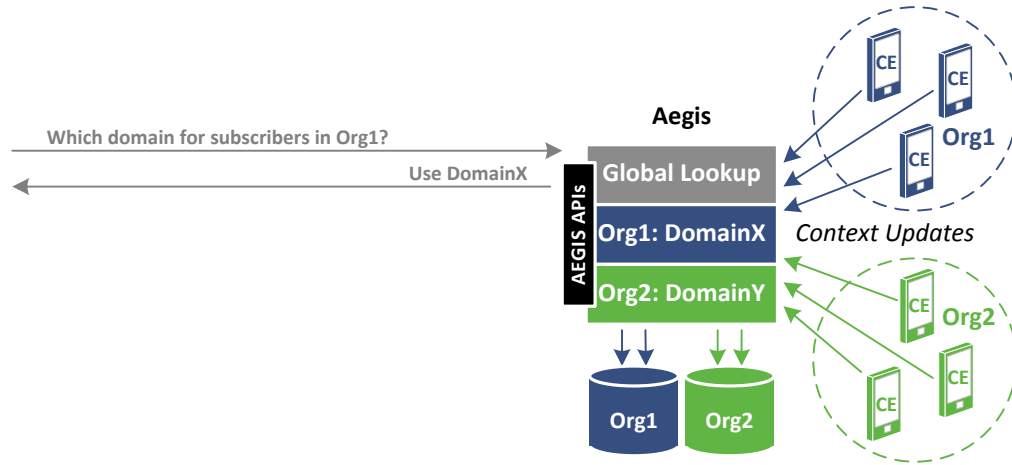 Aegis
Which domain for subscribers in Org1?
Use DomainX
AEGIS APIs
Global Lookup
Org1: DomainX
Org2: DomainY
Org1
Org2
CE
CE
CE
Org1
Context Updates
CE
Org2
CE
CE